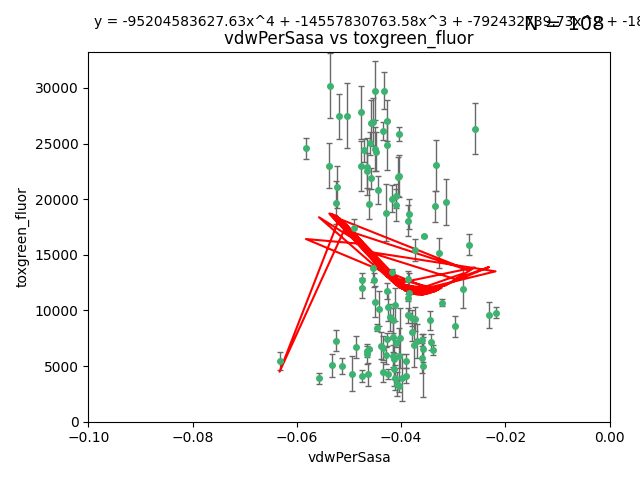 y = -95204583627.63x^4 + -14557830763.58x^3 +
N = 108
vdwPerSasa vs toxgreen_fluor
toxgreen_fluor
30000
25000
20000
15000
10000
5000
0
−0.10
−0.08
−0.06
−0.04
−0.02
0.00
vdwPerSasa